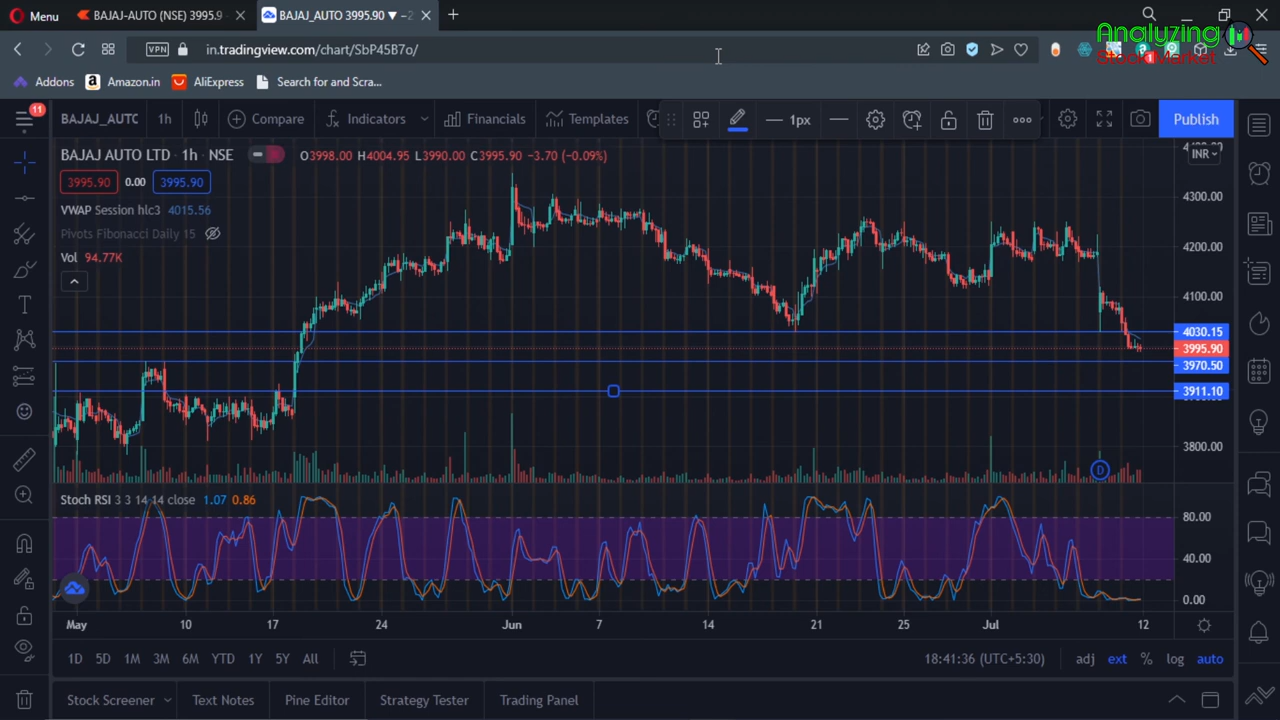 Menu
BAJAJ-AUTO (NSE) 3995.9
BAJAJ_AUTO 3995.90 ▼ −2
VPN
in.tradingview.com/chart/SbP45B7o/
Analyzing
Stock Market
1
Addons
Amazon.in
AliExpress
Search for and Scra...
11
BAJAJ_AUTC
1h
Compare
Indicators
Financials
Templates
1px
Publish
BAJAJ AUTO LTD · 1h · NSE
O3998.00 H4004.95 L3990.00 C3995.90 −3.70 (−0.09%)
INR
3995.90
0.00
3995.90
VWAP Session hlc3 4015.56
Pivots Fibonacci Daily 15
Vol 94.77K
4300.00
4200.00
4100.00
4030.15
3995.90
3970.50
3911.10
3800.00
D
Stoch RSI 3 3 14 14 close 1.07 0.86
80.00
40.00
0.00
May
10
17
24
Jun
7
14
21
25
Jul
12
1D
5D
1M
3M
6M
YTD
1Y
5Y
All
18:41:36 (UTC+5:30)
adj
ext
%
log
auto
Stock Screener
Text Notes
Pine Editor
Strategy Tester
Trading Panel